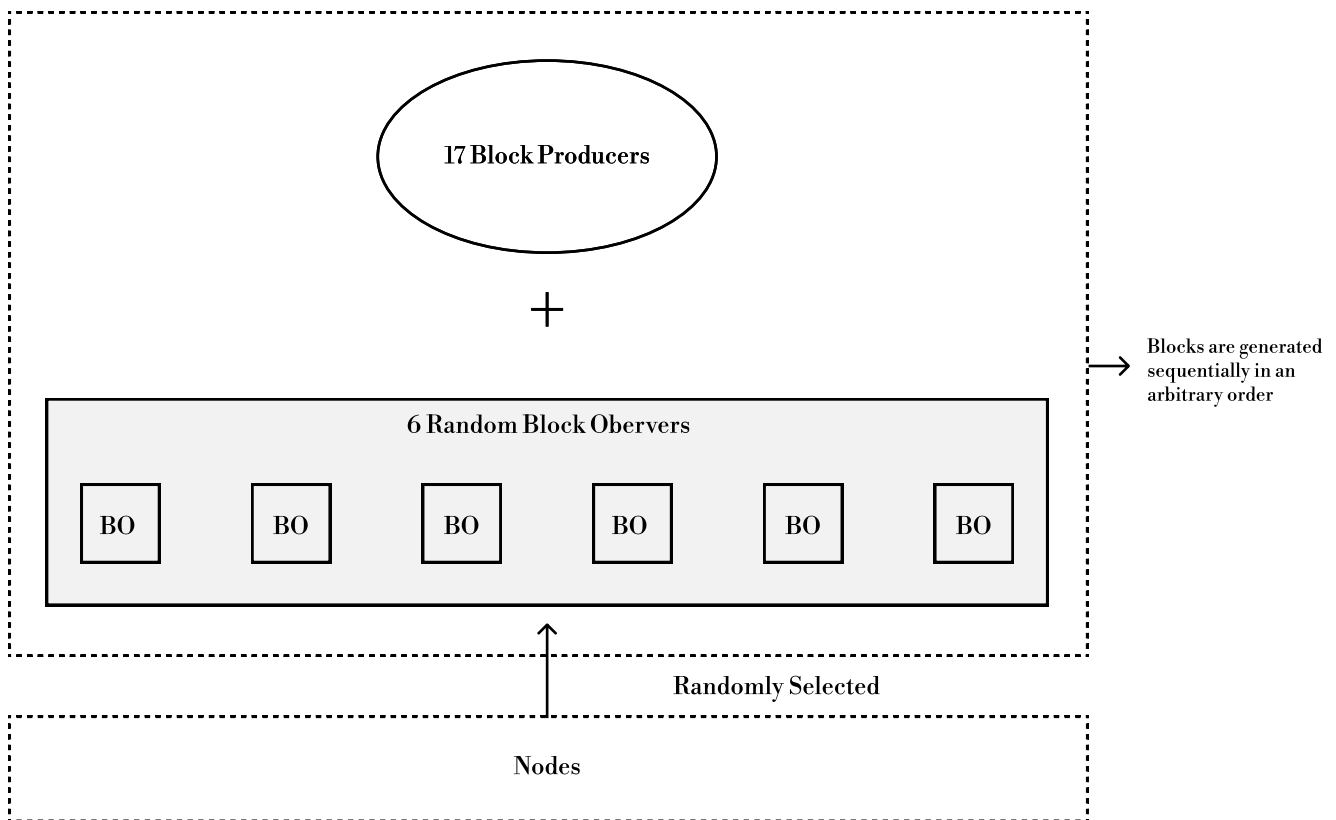 17 Block Producers
6 Random Block Obervers
BO BO BO BO BO BO
Blocks are generated
sequentially in an
arbitrary order
Randomly Selected
Nodes